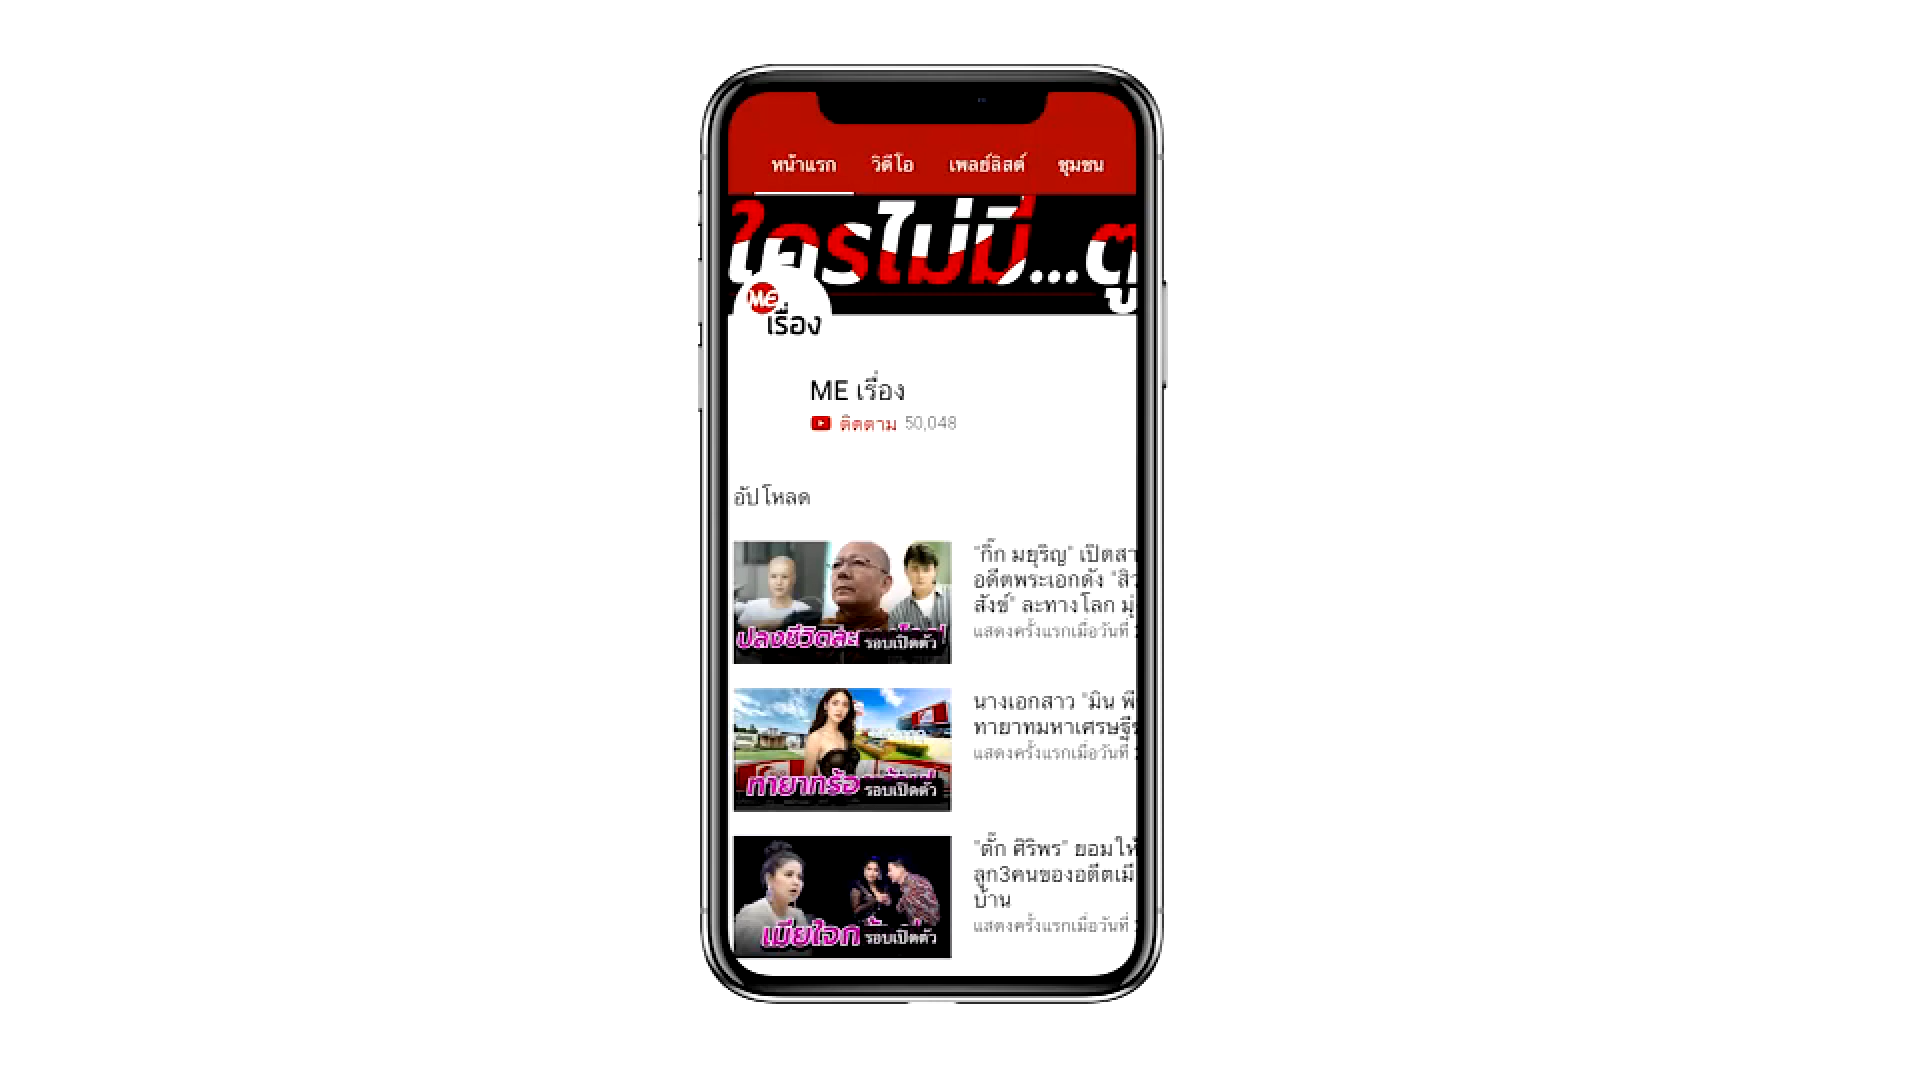 หน้าแรก วิดีโอ เพลย์ลิสต์ ชุมชน
ใครไม่มี...ตู
ME
เรื่อง
ME เรื่อง
ติดตาม 50,048
อัปโหลด
"กิ๊ก มยุริญ" เปิดสา
อดีตพระเอกดัง "สิว
สังข์" ละทางโลก มุ่
แสดงครั้งแรกเมื่อวันที่
ปลงชีวิตละ
รอบเปิดตัว
นางเอกสาว "มิน พี
ทายาทมหาเศรษฐี
แสดงครั้งแรกเมื่อวันที่
ทายาทร้อ
รอบเปิดตัว
"ตั๊ก ศิริพร" ยอมให้
ลูก3คนของอดีตเมี
บ้าน
แสดงครั้งแรกเมื่อวันที่
เมียใจก
รอบเปิดตัว